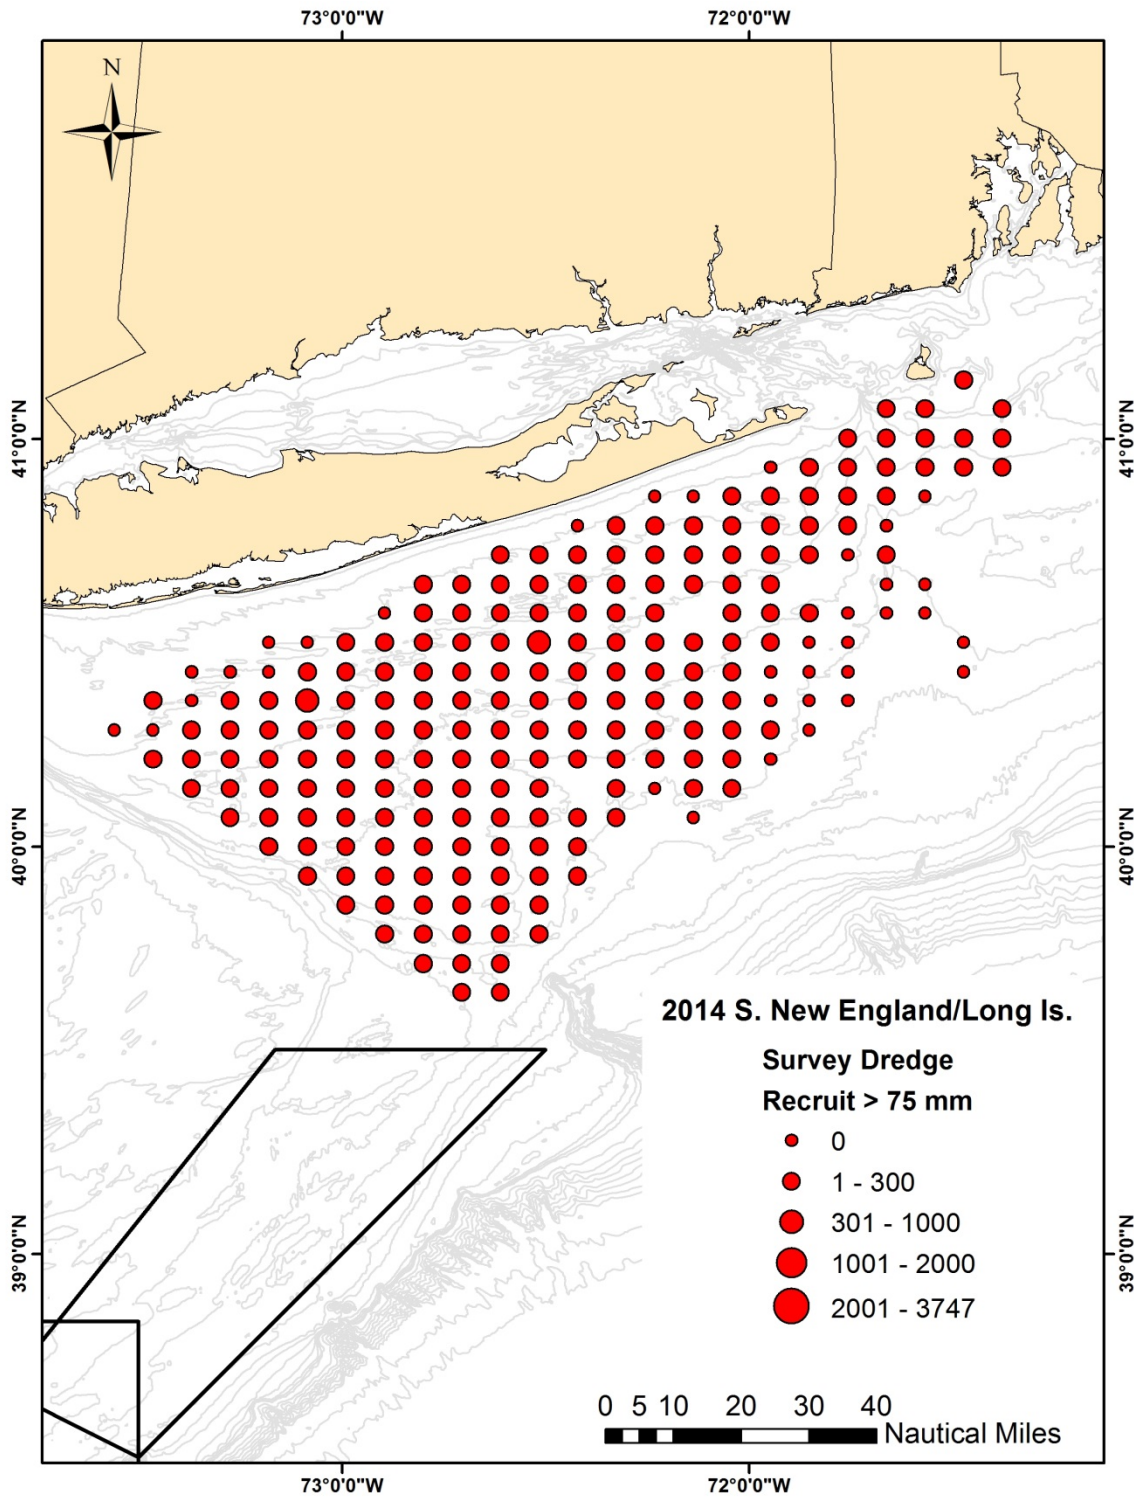 73°0'0"W 72°0'0"W
N
41°0'0"N 41°0'0"N
40°0'0"N 40°0'0"N
2014 S. New England/Long Is.
Survey Dredge
Recruit > 75 mm
0
1 - 300
301 - 1000
1001 - 2000
2001 - 3747
39°0'0"N 39°0'0"N
0 5 10 20 30 40
Nautical Miles
73°0'0"W 72°0'0"W